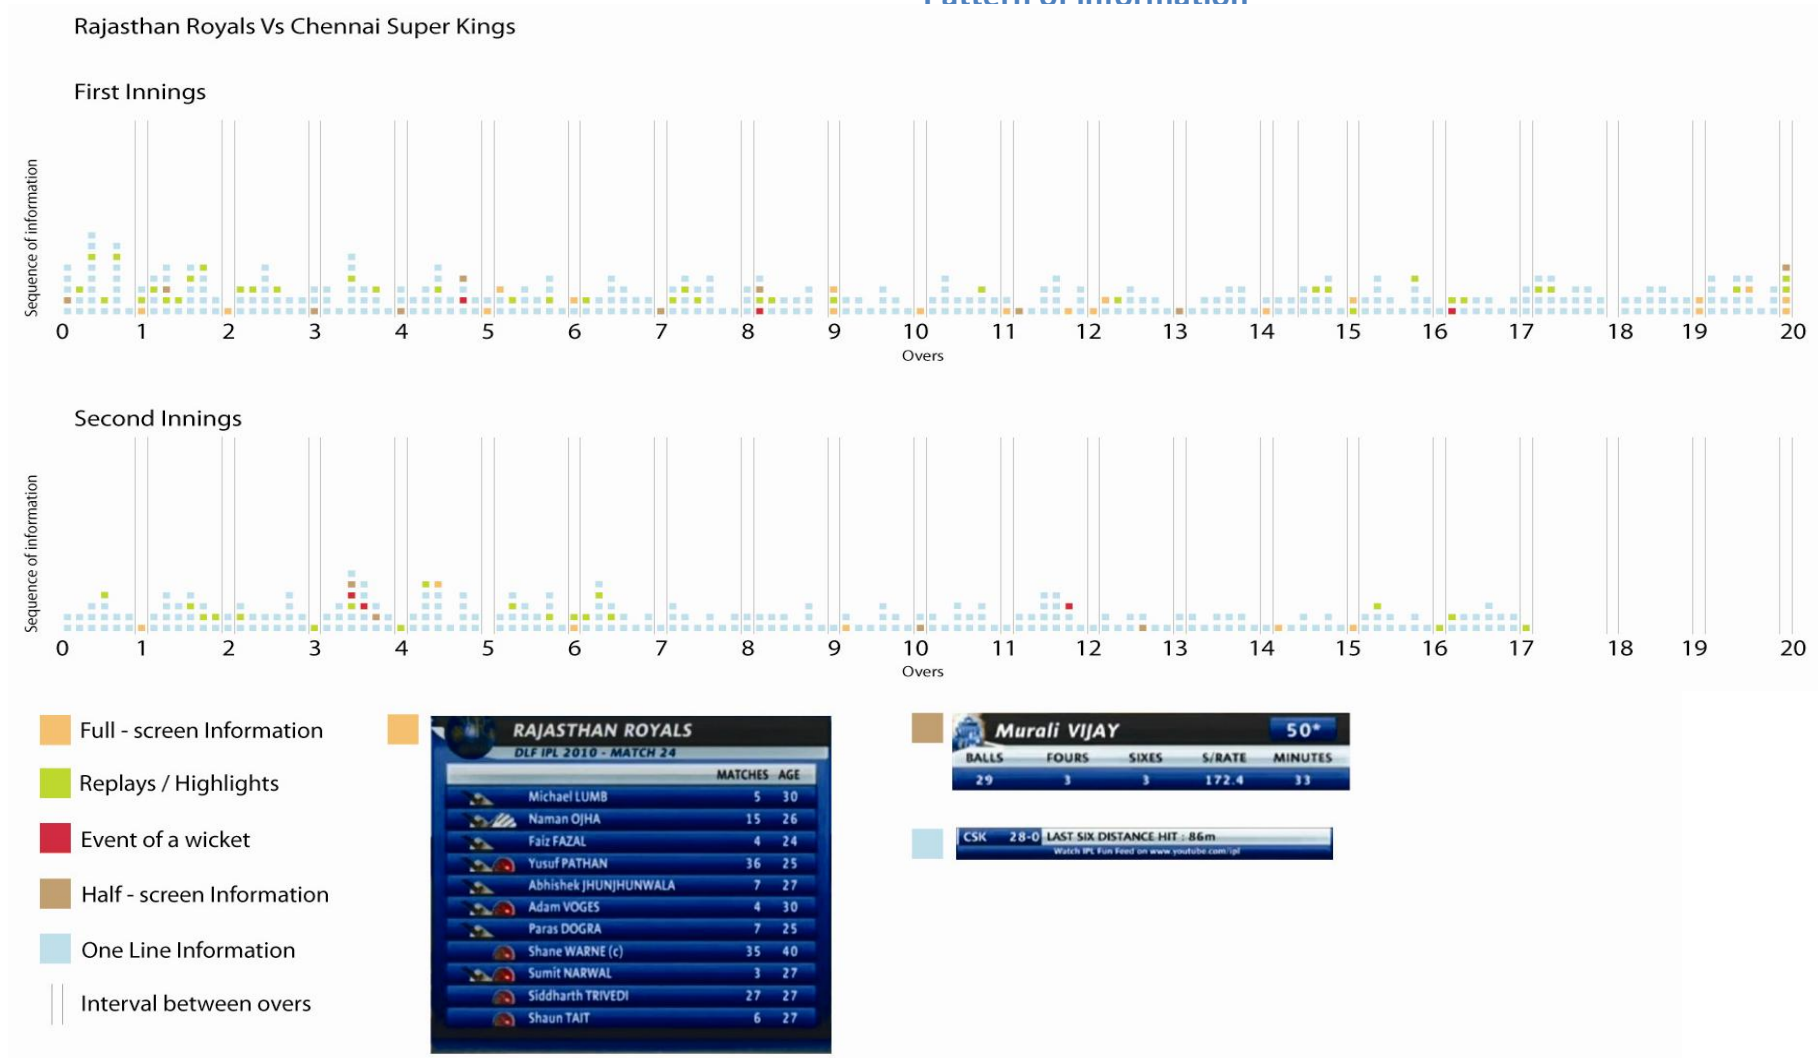 Pattern of information
Rajasthan Royals Vs Chennai Super Kings
First Innings
Sequence of information
0 1 2 3 4 5 6 7 8 9 10 11 12 13 14 15 16 17 18 19 20
Overs
Second Innings
Sequence of information
0 1 2 3 4 5 6 7 8 9 10 11 12 13 14 15 16 17 18 19 20
Overs
Full - screen Information
Replays / Highlights
Event of a wicket
Half - screen Information
One Line Information
Interval between overs
RAJASTHAN ROYALS
DLF IPL 2010 - MATCH 24
MATCHES AGE
Michael LUMB 5 30
Naman OJHA 15 26
Faiz FAZAL 4 24
Yusuf PATHAN 36 25
Abhishek JHUNJHUNWALA 7 27
Adam VOGES 4 30
Paras DOGRA 7 25
Shane WARNE (c) 35 40
Sumit NARWAL 3 27
Siddharth TRIVEDI 27 27
Shaun TAIT 6 27
Murali VIJAY 50*
BALLS FOURS SIXES S/RATE MINUTES
29 3 3 172.4 33
CSK 28-0 LAST SIX DISTANCE HIT : 86m
Watch IPL Fun Feed on www.youtube.com/ipl